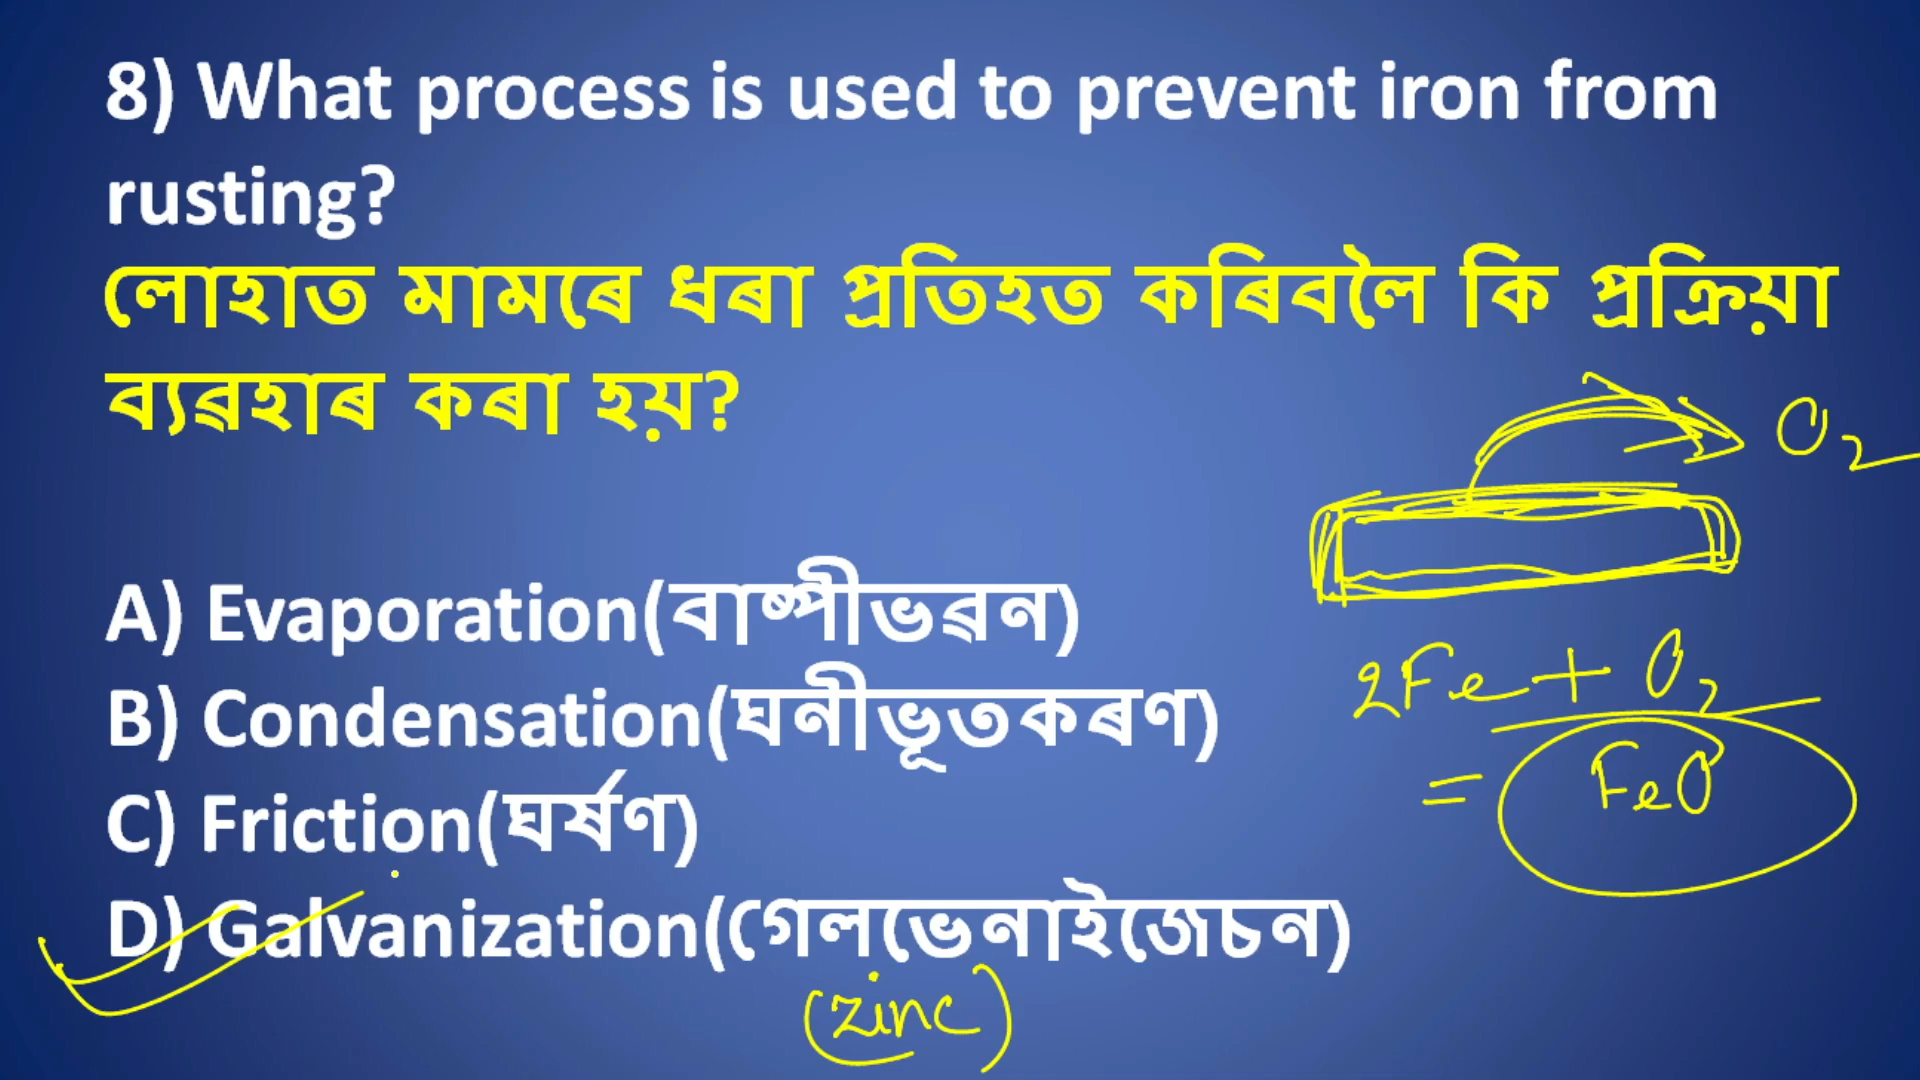 8) What process is used to prevent iron from
rusting?
লোহাত মামৰে ধৰা প্ৰতিহত কৰিবলৈ কি প্ৰক্ৰিয়া
ব্যৱহাৰ কৰা হয়?
O2
A) Evaporation(বাষ্পীভৱন)
2Fe + O2
B) Condensation(ঘনীভূতকৰণ)
= FeO
C) Friction(ঘৰ্ষণ)
D) Galvanization(গেলভেনাইজেচন)
(zinc)